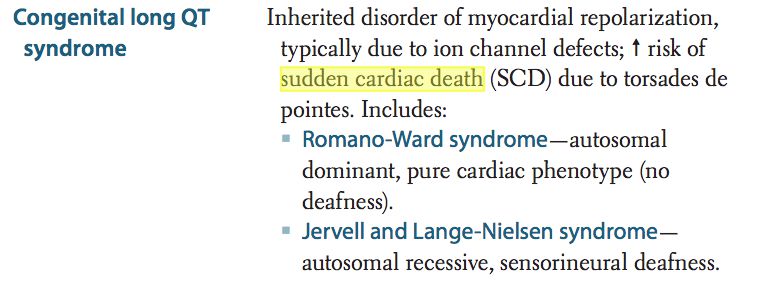 Congenital long QT
syndrome
Inherited disorder of myocardial repolarization,
typically due to ion channel defects; ↑ risk of
sudden cardiac death (SCD) due to torsades de
pointes. Includes:
▪ Romano-Ward syndrome—autosomal
dominant, pure cardiac phenotype (no
deafness).
▪ Jervell and Lange-Nielsen syndrome—
autosomal recessive, sensorineural deafness.